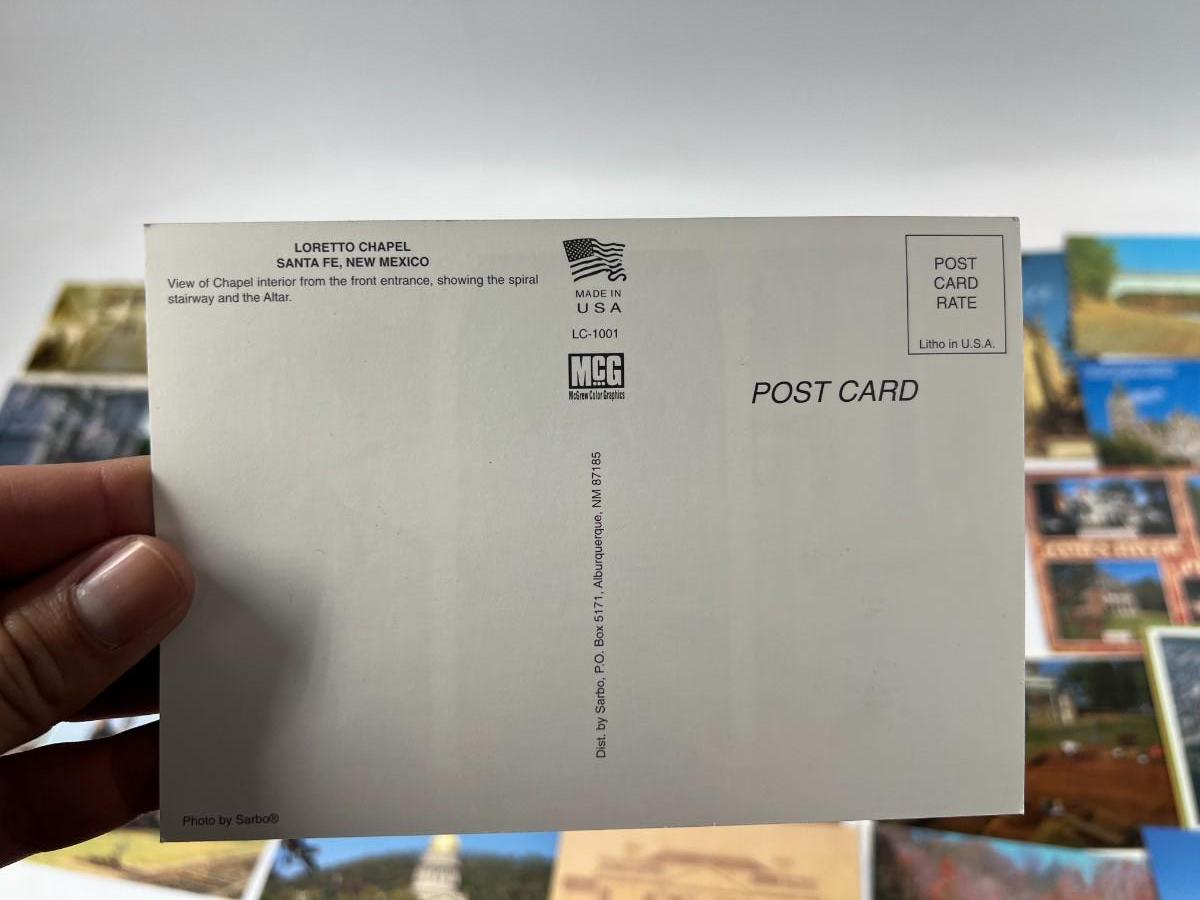 LORETTO CHAPEL
SANTA FE, NEW MEXICO
View of Chapel interior from the front entrance, showing the spiral
stairway and the Altar.
MADE IN
USA
LC-1001
MCG
McGrew Color Graphics
Dist. by Sarbo, P.O. Box 5171, Alburquerque, NM 87185
POST
CARD
RATE
Litho in U.S.A.
POST CARD
Photo by Sarbo®